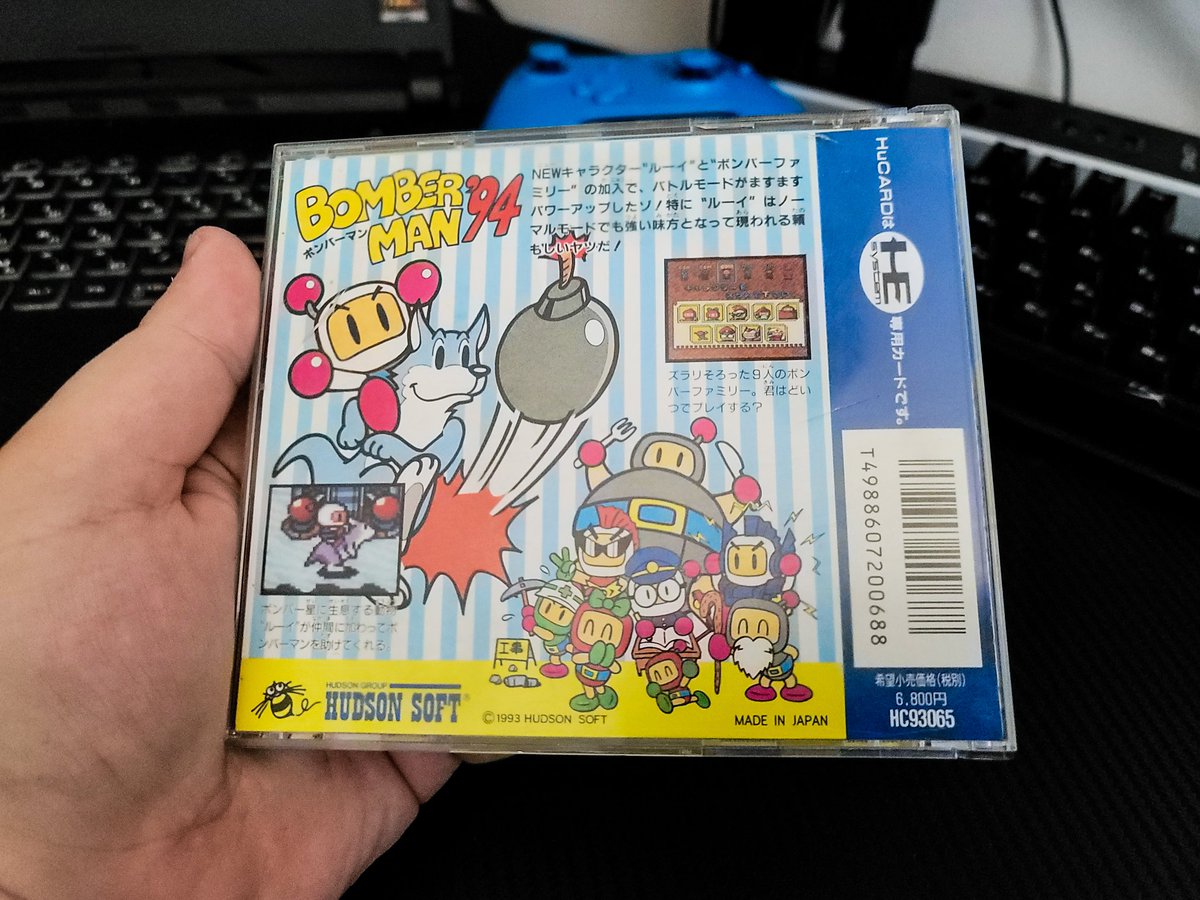 BOMBER
MAN '94
ボンバーマン
NEWキャラクター"ルーイ"と"ボンバーファ
ミリー"の加入で、バトルモードがますます
パワーアップしたゾ!特に"ルーイ"はノー
マルモードでも強い味方となって現われる頼
もしいヤツだ!
ズラリそろった9人のボン
バーファミリー。君はどい
つでプレイする?
ボンバー星に生息する動物
"ルーイ"が仲間に加わってボ
ンバーマンを助けてくれる。
工事
HUDSON GROUP
HUDSON SOFT®
©1993 HUDSON SOFT
MADE IN JAPAN
HuCARDは
HE
SYSTEM
専用カードです。
T4988607200688
希望小売価格(税別)
6,800円
HC93065